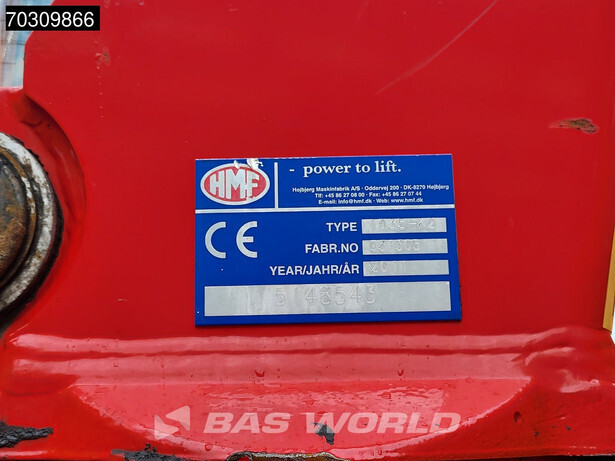 70309866
HMF
- power to lift.
Højbjerg Maskinfabrik A/S · Oddervej 200 · DK-8270 Højbjerg
Tlf: +45 86 27 08 00 · Fax: +45 86 27 07 44
E-mail: info@hmf.dk · Web: www.hmf.dk
CE
TYPE
FABR.NO
YEAR/JAHR/ÅR 2011
5148543
BAS WORLD